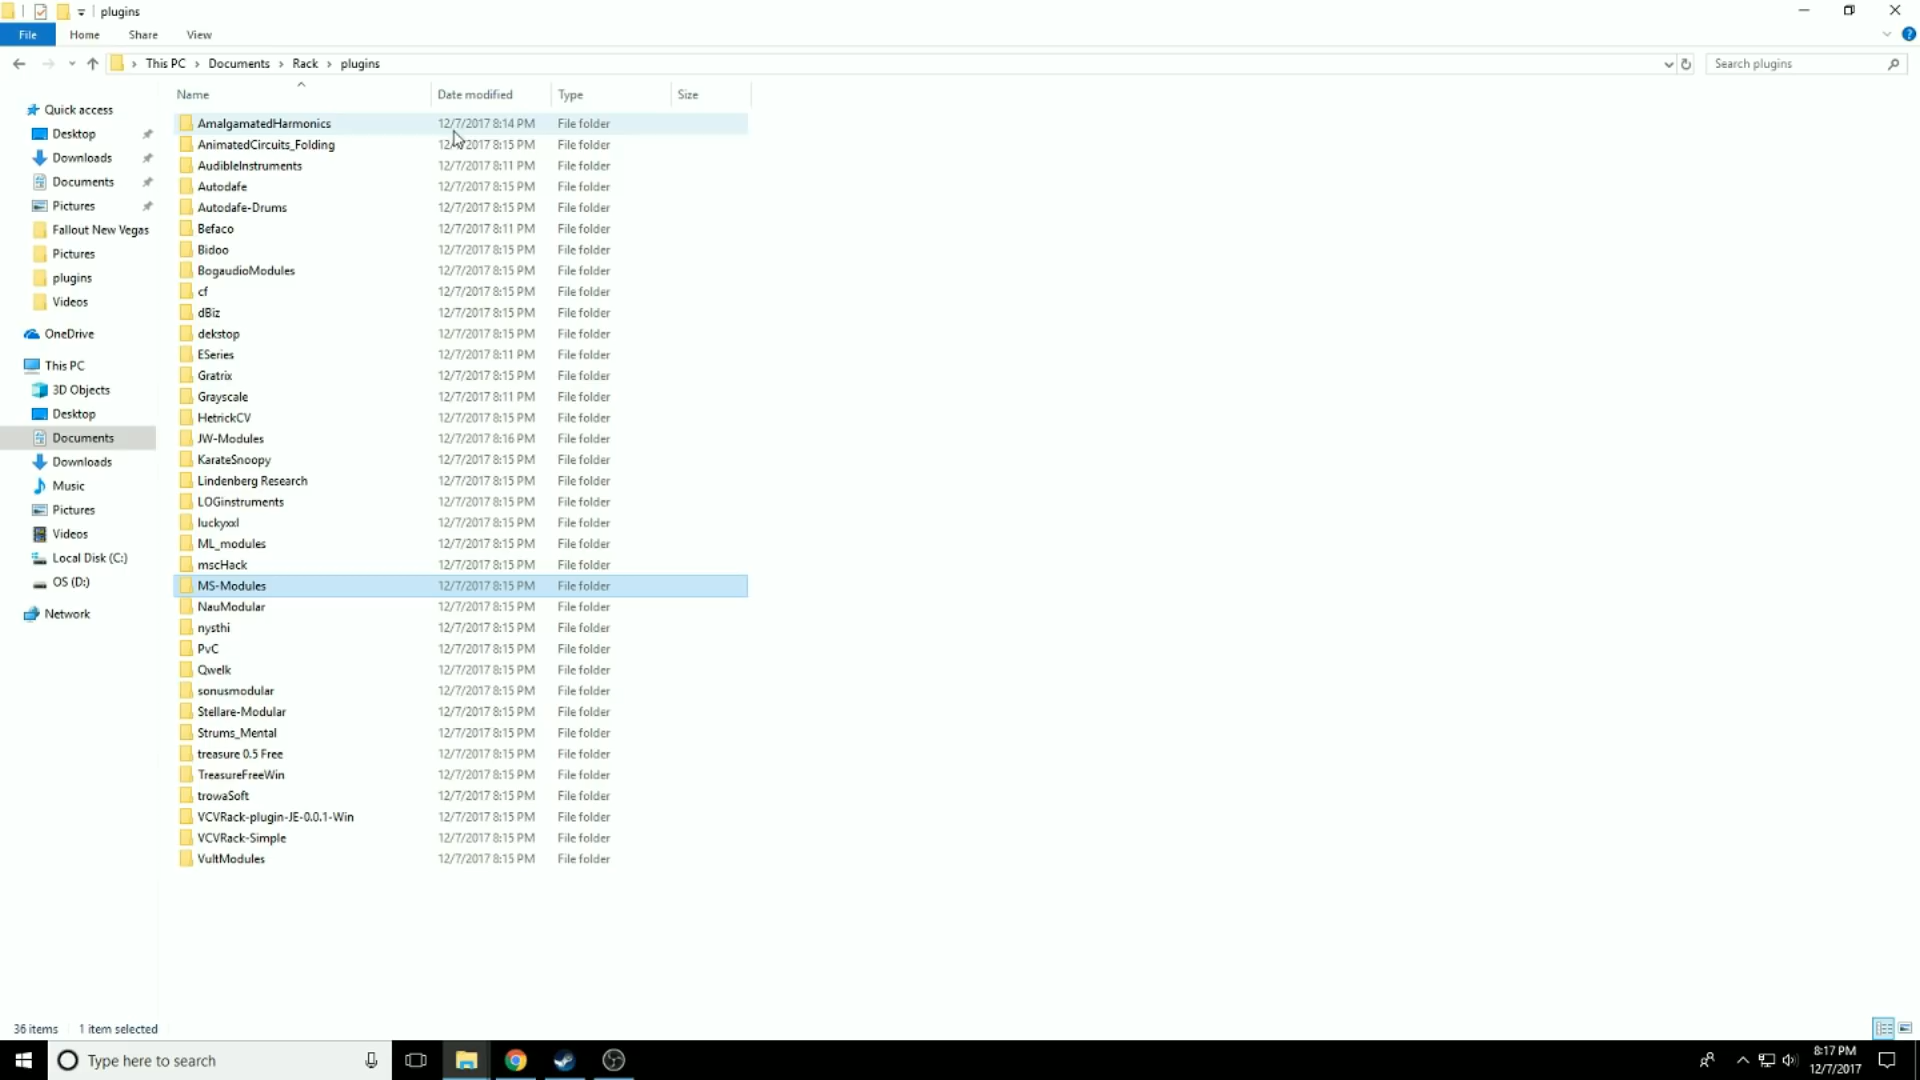 plugins
File Home Share View
This PC Documents Rack plugins Search plugins
Name Date modified Type Size
Quick access
Desktop
Downloads
Documents
Pictures
Fallout New Vegas
Pictures
plugins
Videos
OneDrive
This PC
3D Objects
Desktop
Documents
Downloads
Music
Pictures
Videos
Local Disk (C:)
OS (D:)
Network
AmalgamatedHarmonics 12/7/2017 8:14 PM File folder
AnimatedCircuits_Folding 12/7/2017 8:15 PM File folder
AudibleInstruments 12/7/2017 8:11 PM File folder
Autodafe 12/7/2017 8:15 PM File folder
Autodafe-Drums 12/7/2017 8:15 PM File folder
Befaco 12/7/2017 8:11 PM File folder
Bidoo 12/7/2017 8:15 PM File folder
BogaudioModules 12/7/2017 8:15 PM File folder
cf 12/7/2017 8:15 PM File folder
dBiz 12/7/2017 8:15 PM File folder
dekstop 12/7/2017 8:15 PM File folder
ESeries 12/7/2017 8:11 PM File folder
Gratrix 12/7/2017 8:15 PM File folder
Grayscale 12/7/2017 8:11 PM File folder
HetrickCV 12/7/2017 8:15 PM File folder
JW-Modules 12/7/2017 8:16 PM File folder
KarateSnoopy 12/7/2017 8:15 PM File folder
Lindenberg Research 12/7/2017 8:15 PM File folder
LOGinstruments 12/7/2017 8:15 PM File folder
luckyxxl 12/7/2017 8:15 PM File folder
ML_modules 12/7/2017 8:15 PM File folder
mscHack 12/7/2017 8:15 PM File folder
MS-Modules 12/7/2017 8:15 PM File folder
NauModular 12/7/2017 8:15 PM File folder
nysthi 12/7/2017 8:15 PM File folder
PvC 12/7/2017 8:15 PM File folder
Qwelk 12/7/2017 8:15 PM File folder
sonusmodular 12/7/2017 8:15 PM File folder
Stellare-Modular 12/7/2017 8:15 PM File folder
Strums_Mental 12/7/2017 8:15 PM File folder
treasure 0.5 Free 12/7/2017 8:15 PM File folder
TreasureFreeWin 12/7/2017 8:15 PM File folder
trowaSoft 12/7/2017 8:15 PM File folder
VCVRack-plugin-JE-0.0.1-Win 12/7/2017 8:15 PM File folder
VCVRack-Simple 12/7/2017 8:15 PM File folder
VultModules 12/7/2017 8:15 PM File folder
36 items 1 item selected
Type here to search
8:17 PM
12/7/2017